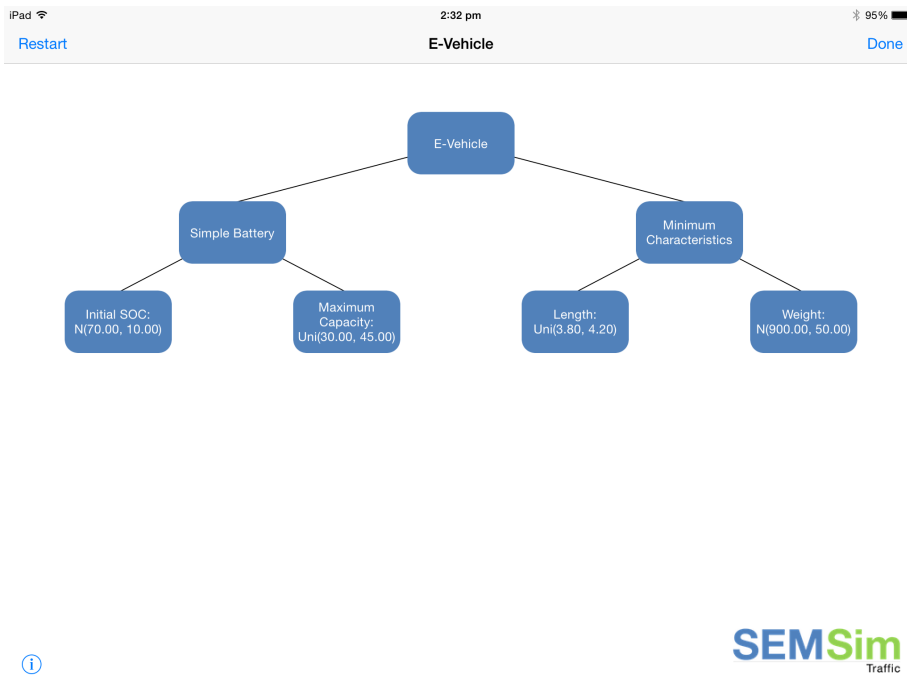 iPad
2:32 pm
95%
Restart
E-Vehicle
Done
E-Vehicle
Simple Battery
Minimum
Characteristics
Initial SOC:
N(70.00, 10.00)
Maximum
Capacity:
Uni(30.00, 45.00)
Length:
Uni(3.80, 4.20)
Weight:
N(900.00, 50.00)
i
SEMSim
Traffic